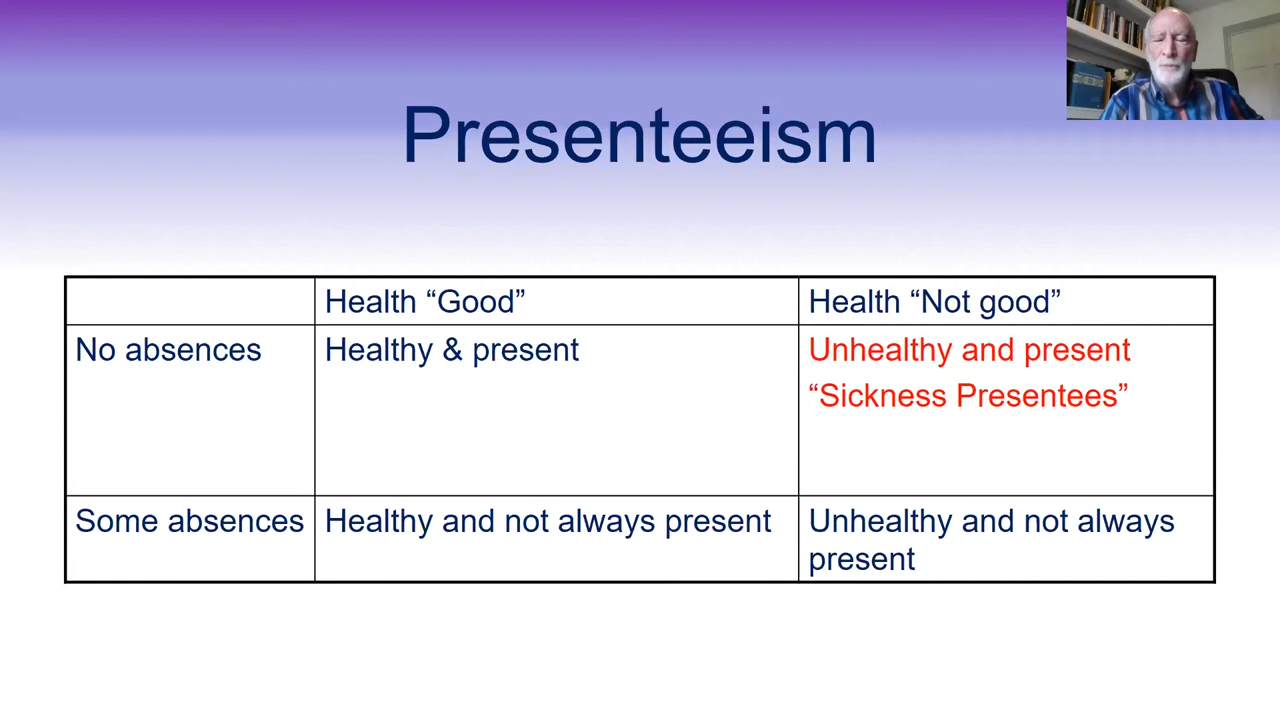 Presenteeism
Health “Good”
Health “Not good”
No absences
Healthy & present
Unhealthy and present
“Sickness Presentees”
Some absences
Healthy and not always present
Unhealthy and not always
present